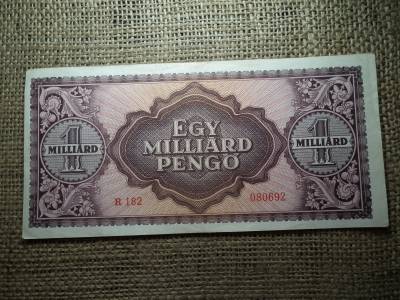 EGY
MILLIÁRD
PENGŐ
1
MILLIÁRD
1
MILLIÁRD
R 182
080692